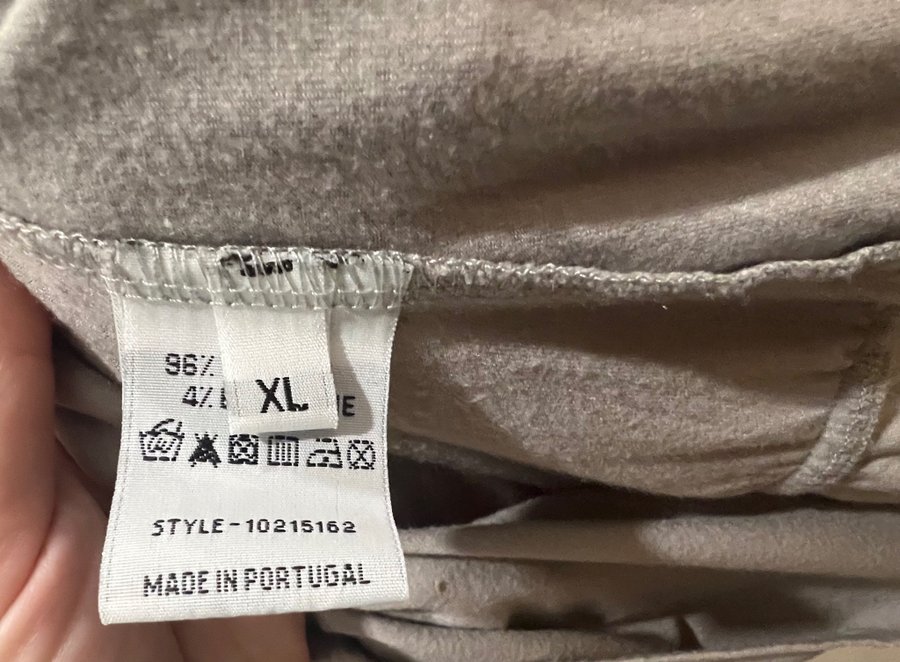 96%
XL
4%
STYLE-10215162
MADE IN PORTUGAL